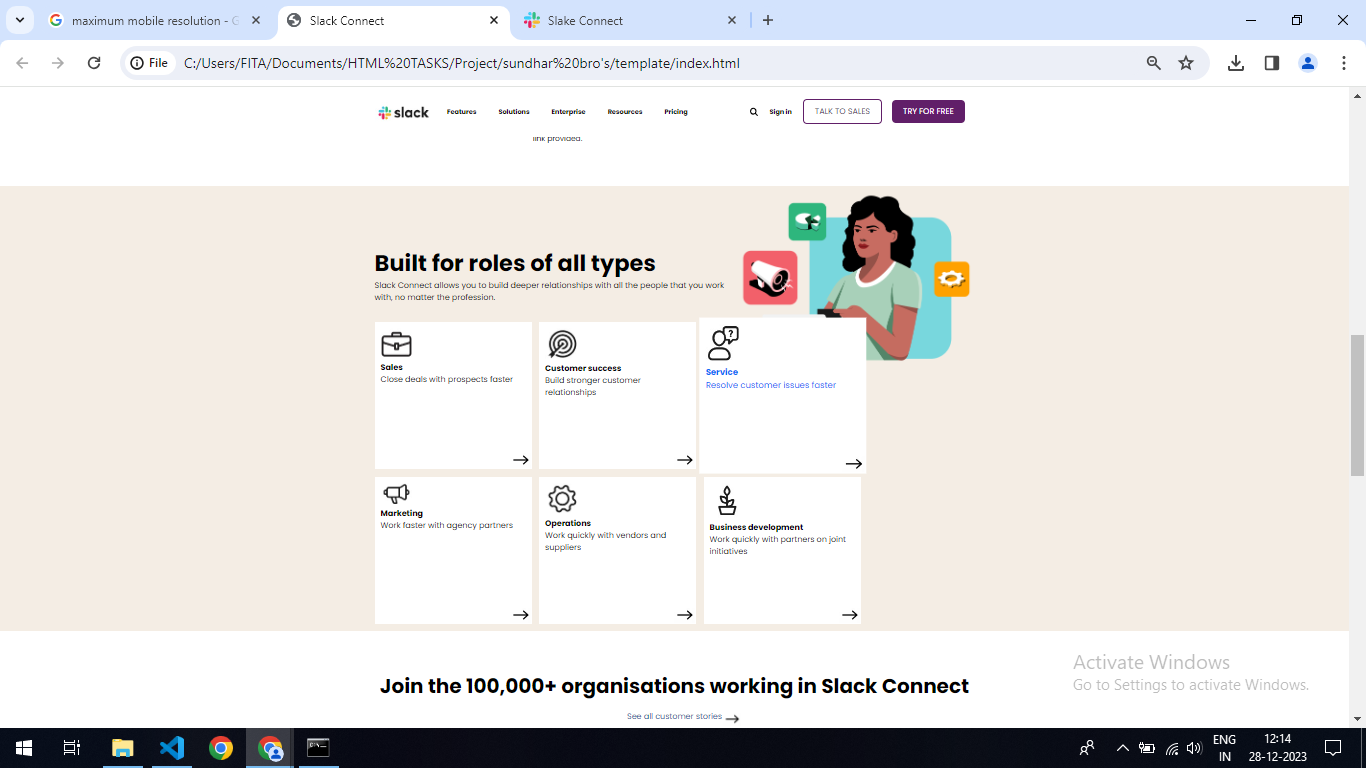 maximum mobile resolution - G
Slack Connect
Slake Connect
File
C:/Users/FITA/Documents/HTML%20TASKS/Project/sundhar%20bro's/template/index.html
slack
Features
Solutions
Enterprise
Resources
Pricing
Sign in
TALK TO SALES
TRY FOR FREE
link provided.
Built for roles of all types
Slack Connect allows you to build deeper relationships with all the people that you work
with, no matter the profession.
Sales
Close deals with prospects faster
Customer success
Build stronger customer
relationships
?
Service
Resolve customer issues faster
Marketing
Work faster with agency partners
Operations
Work quickly with vendors and
suppliers
Business development
Work quickly with partners on joint
initiatives
Join the 100,000+ organisations working in Slack Connect
See all customer stories
Activate Windows
Go to Settings to activate Windows.
ENG
IN
12:14
28-12-2023